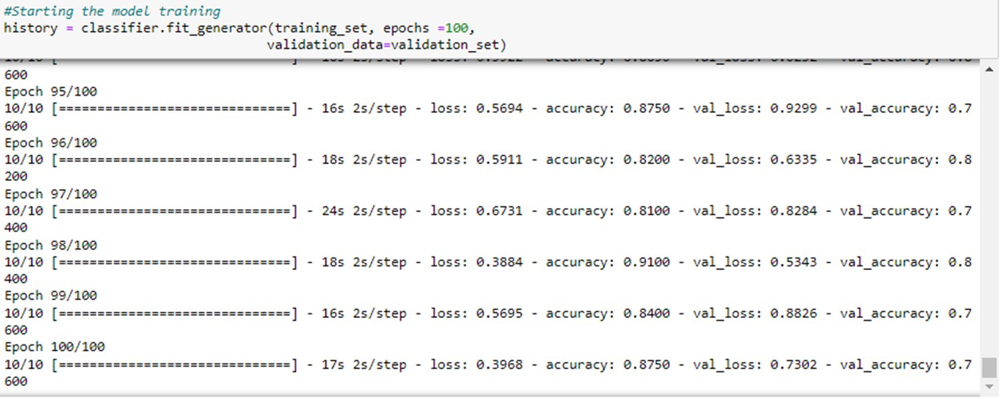 #Starting the model training
history = classifier.fit_generator(training_set, epochs =100,
validation_data=validation_set)
600
Epoch 95/100
10/10 [==============================] - 16s 2s/step - loss: 0.5694 - accuracy: 0.8750 - val_loss: 0.9299 - val_accuracy: 0.7
600
Epoch 96/100
10/10 [==============================] - 18s 2s/step - loss: 0.5911 - accuracy: 0.8200 - val_loss: 0.6335 - val_accuracy: 0.8
200
Epoch 97/100
10/10 [==============================] - 24s 2s/step - loss: 0.6731 - accuracy: 0.8100 - val_loss: 0.8284 - val_accuracy: 0.7
400
Epoch 98/100
10/10 [==============================] - 18s 2s/step - loss: 0.3884 - accuracy: 0.9100 - val_loss: 0.5343 - val_accuracy: 0.8
400
Epoch 99/100
10/10 [==============================] - 16s 2s/step - loss: 0.5695 - accuracy: 0.8400 - val_loss: 0.8826 - val_accuracy: 0.7
600
Epoch 100/100
10/10 [==============================] - 17s 2s/step - loss: 0.3968 - accuracy: 0.8750 - val_loss: 0.7302 - val_accuracy: 0.7
600